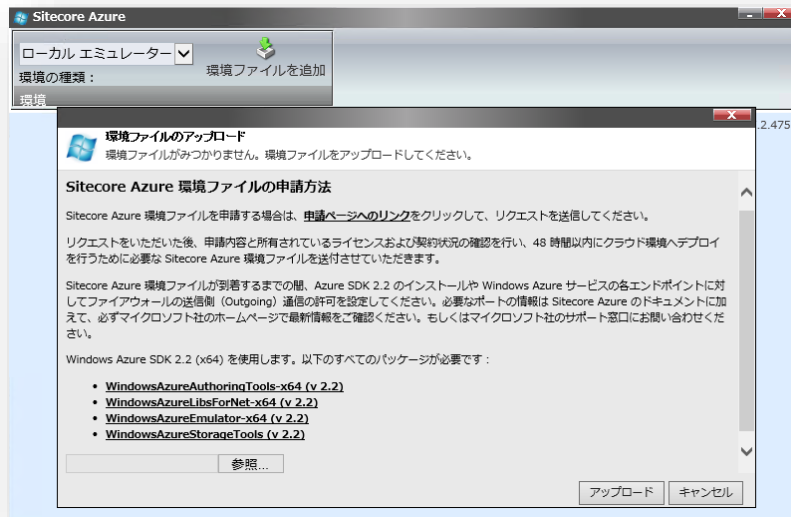 Sitecore Azure
ローカル エミュレーター
環境ファイルを追加
環境の種類：
環境
.2.475
環境ファイルのアップロード
環境ファイルがみつかりません。環境ファイルをアップロードしてください。
Sitecore Azure 環境ファイルの申請方法
Sitecore Azure 環境ファイルを申請する場合は、申請ページへのリンクをクリックして、リクエストを送信してください。
リクエストをいただいた後、申請内容と所有されているライセンスおよび契約状況の確認を行い、48 時間以内にクラウド環境へデプロイ
を行うために必要な Sitecore Azure 環境ファイルを送付させていただきます。
Sitecore Azure 環境ファイルが到着するまでの間、Azure SDK 2.2 のインストールや Windows Azure サービスの各エンドポイントに対
してファイアウォールの送信側（Outgoing）通信の許可を設定してください。必要なポートの情報は Sitecore Azure のドキュメントに加
えて、必ずマイクロソフト社のホームページで最新情報をご確認ください。もしくはマイクロソフト社のサポート窓口にお問い合わせくだ
さい。
Windows Azure SDK 2.2 (x64) を使用します。以下のすべてのパッケージが必要です：
• WindowsAzureAuthoringTools-x64 (v 2.2)
• WindowsAzureLibsForNet-x64 (v 2.2)
• WindowsAzureEmulator-x64 (v 2.2)
• WindowsAzureStorageTools (v 2.2)
参照...
アップロード キャンセル